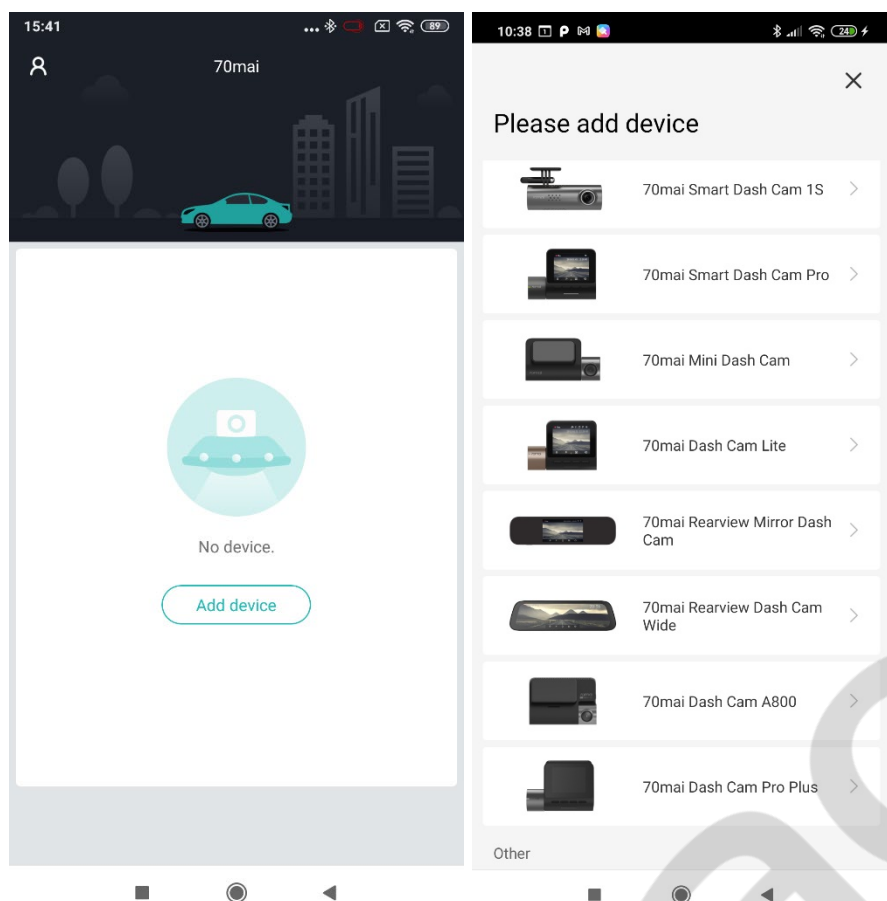 15:41
89
70mai
No device.
Add device
10:38
24
Please add device
70mai Smart Dash Cam 1S
70mai Smart Dash Cam Pro
70mai Mini Dash Cam
70mai Dash Cam Lite
70mai Rearview Mirror Dash
Cam
70mai Rearview Dash Cam
Wide
70mai Dash Cam A800
70mai Dash Cam Pro Plus
Other